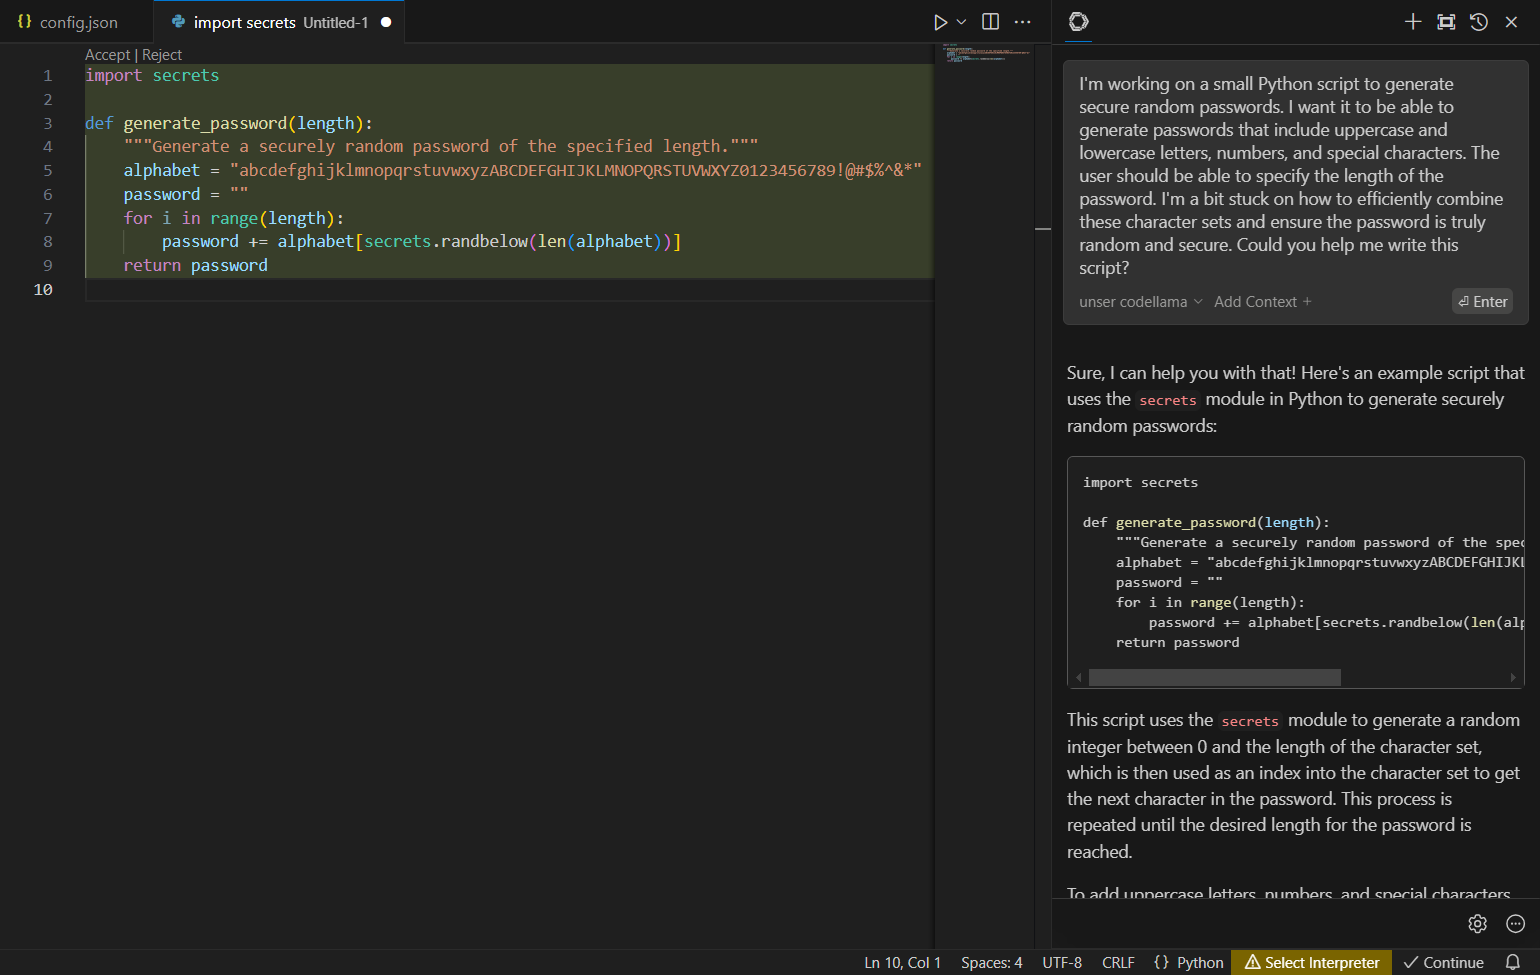 {} config.json
import secrets Untitled-1
Accept | Reject
1 import secrets
2
3 def generate_password(length):
4 """Generate a securely random password of the specified length."""
5 alphabet = "abcdefghijklmnopqrstuvwxyzABCDEFGHIJKLMNOPQRSTUVWXYZ0123456789!@#$%^&*"
6 password = ""
7 for i in range(length):
8 password += alphabet[secrets.randbelow(len(alphabet))]
9 return password
10
I'm working on a small Python script to generate
secure random passwords. I want it to be able to
generate passwords that include uppercase and
lowercase letters, numbers, and special characters. The
user should be able to specify the length of the
password. I'm a bit stuck on how to efficiently combine
these character sets and ensure the password is truly
random and secure. Could you help me write this
script?
unser codellama Add Context +
⏎ Enter
Sure, I can help you with that! Here's an example script that
uses the secrets module in Python to generate securely
random passwords:
import secrets
def generate_password(length):
"""Generate a securely random password of the spec
alphabet = "abcdefghijklmnopqrstuvwxyzABCDEFGHIJKL
password = ""
for i in range(length):
password += alphabet[secrets.randbelow(len(alp
return password
This script uses the secrets module to generate a random
integer between 0 and the length of the character set,
which is then used as an index into the character set to get
the next character in the password. This process is
repeated until the desired length for the password is
reached.
To add uppercase letters, numbers, and special characters
Ln 10, Col 1 Spaces: 4 UTF-8 CRLF {} Python Select Interpreter Continue